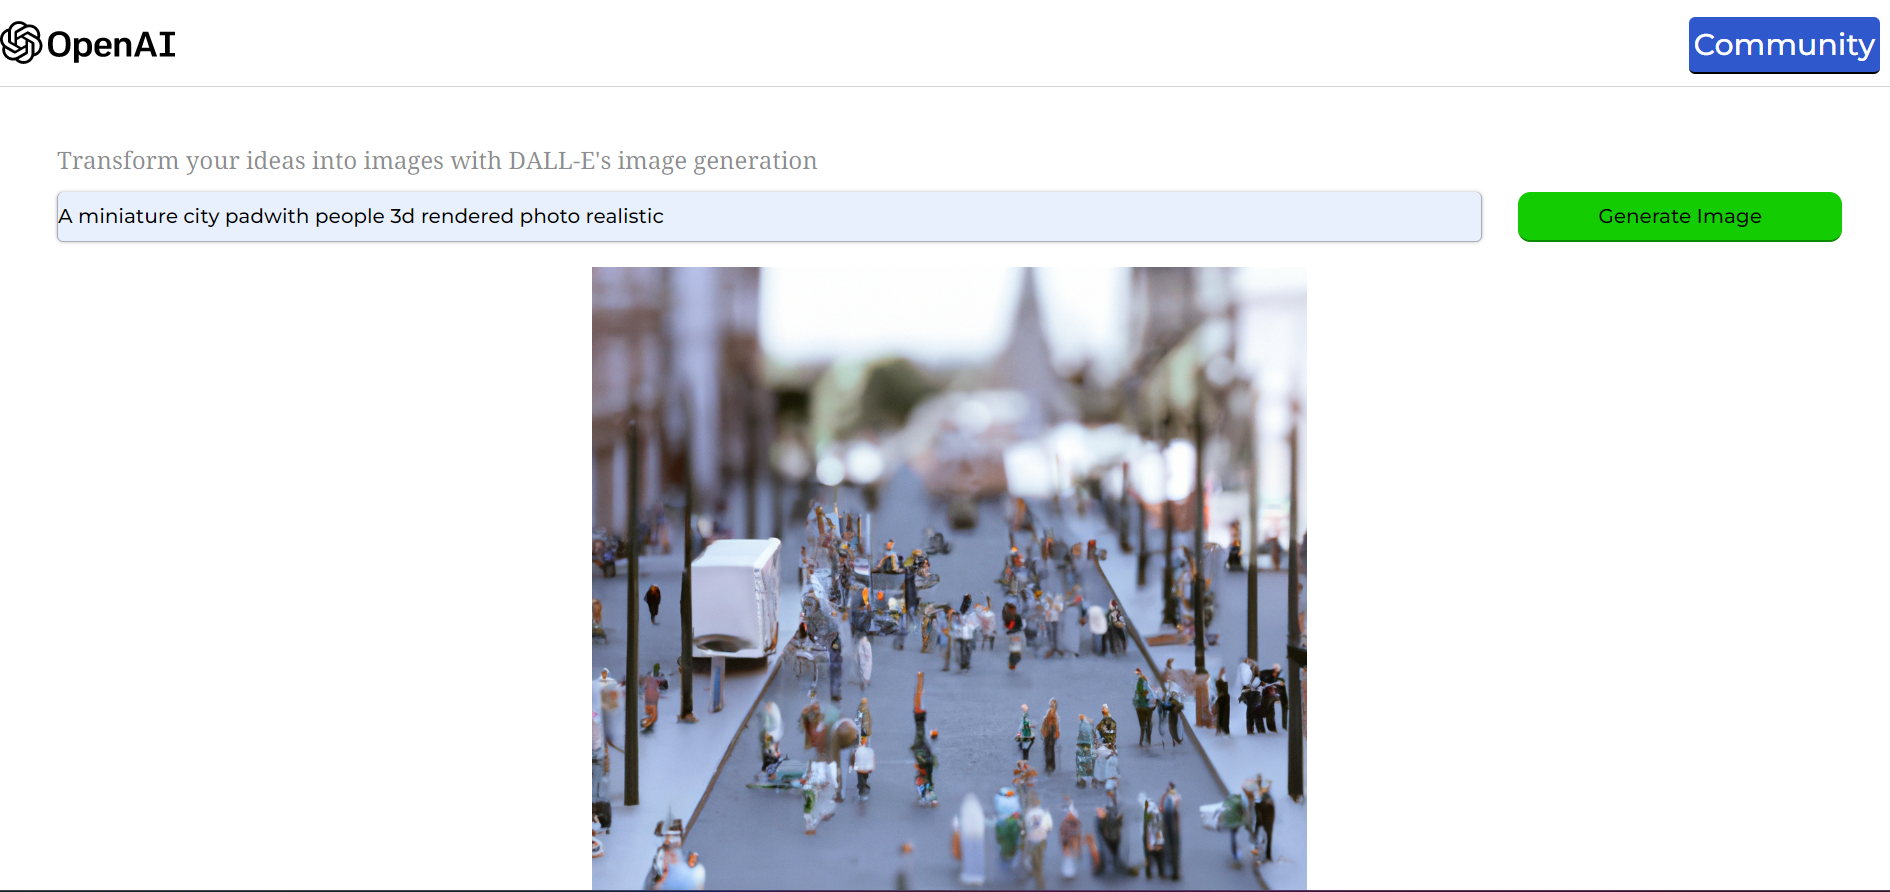 OpenAI
Community
Transform your ideas into images with DALL-E's image generation
A miniature city padwith people 3d rendered photo realistic
Generate Image